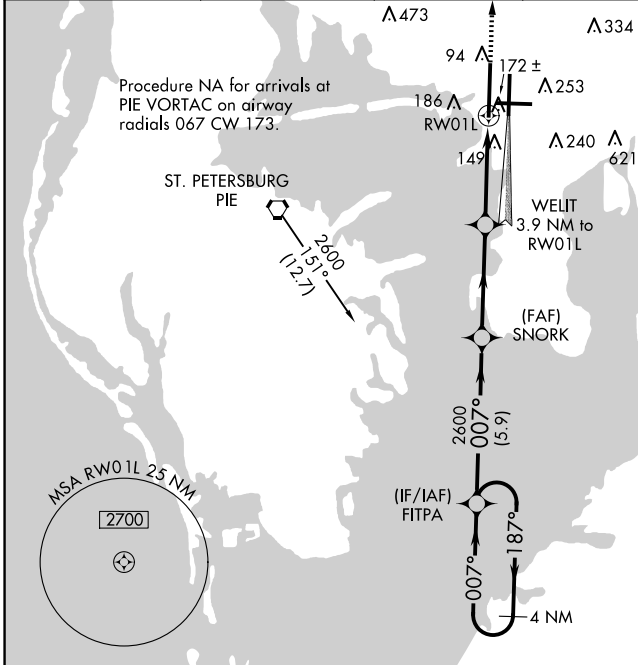 473
334
94
172 ±
253
Procedure NA for arrivals at
PIE VORTAC on airway
radials 067 CW 173.
186
RW01L
149
240
621
ST. PETERSBURG
PIE
WELIT
3.9 NM to
RW01L
2600
151°
(12.7)
(FAF)
SNORK
2600
007°
(5.9)
MSA RW01L 25 NM
2700
(IF/IAF)
FITPA
187°
007°
4 NM